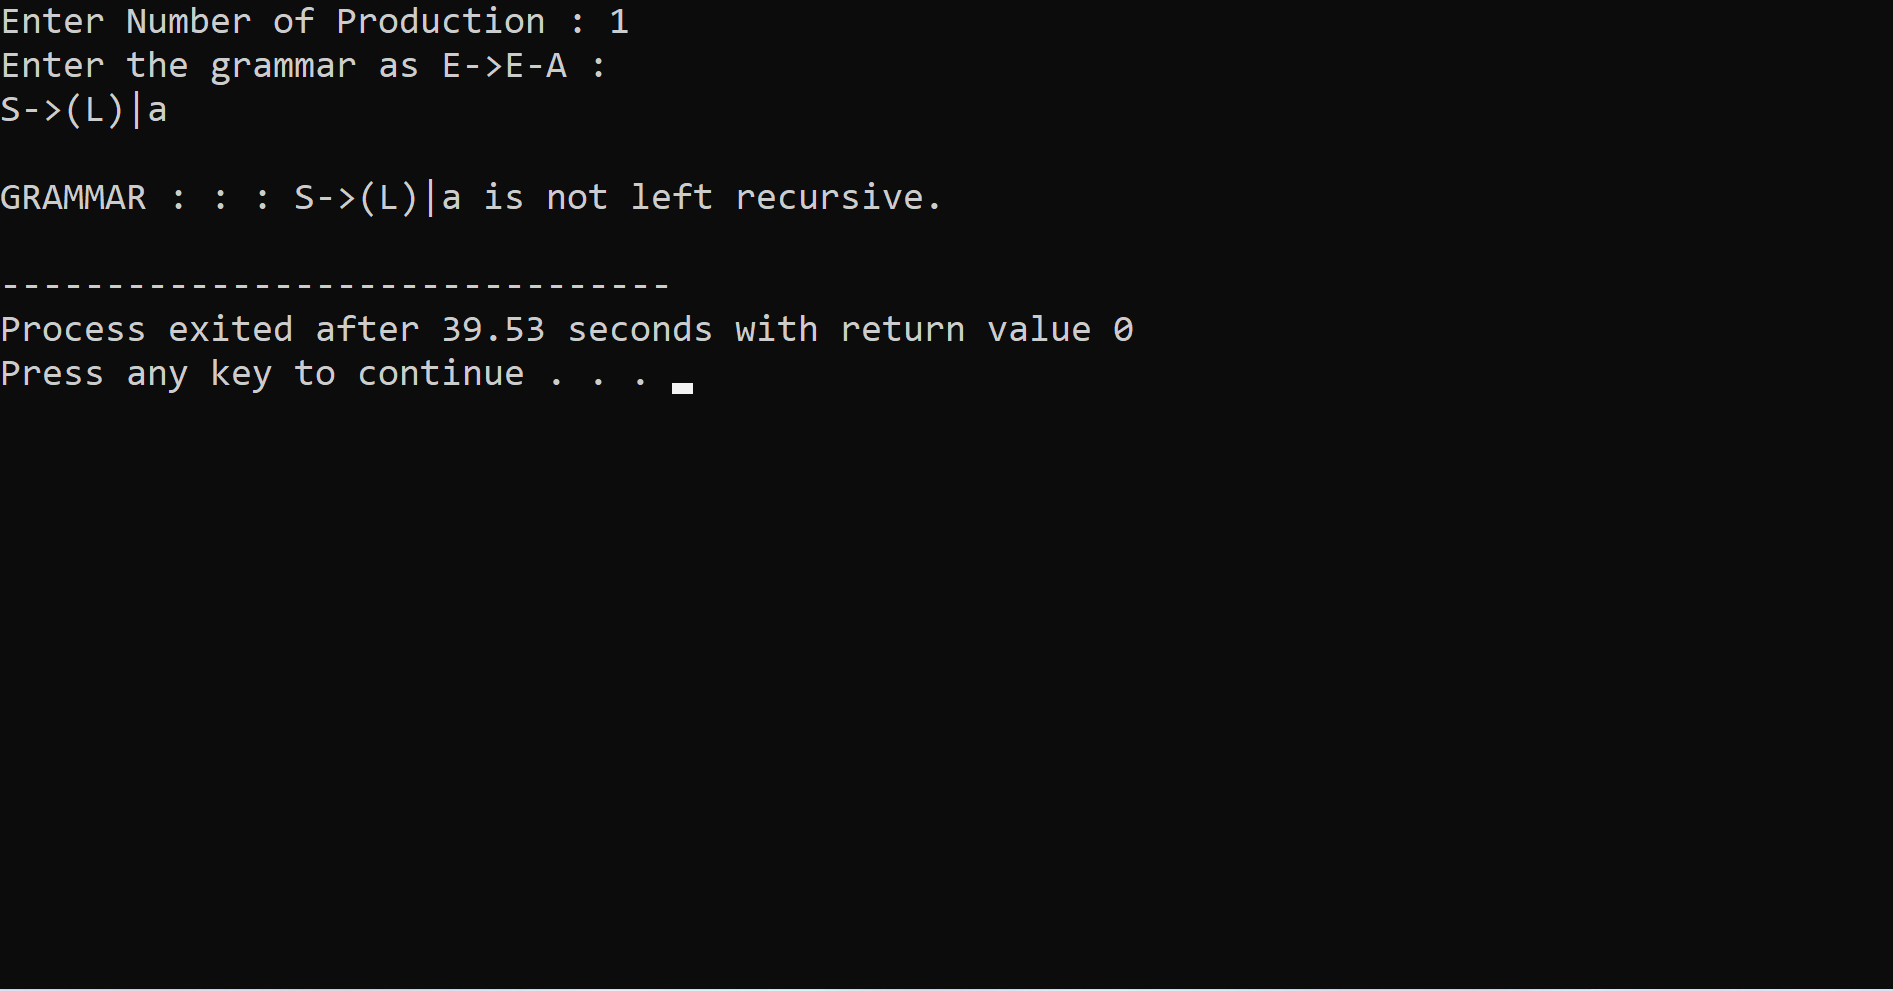 Enter Number of Production : 1
Enter the grammar as E->E-A :
S->(L)|a
GRAMMAR : : : S->(L)|a is not left recursive.
--------------------------------
Process exited after 39.53 seconds with return value 0
Press any key to continue . . .